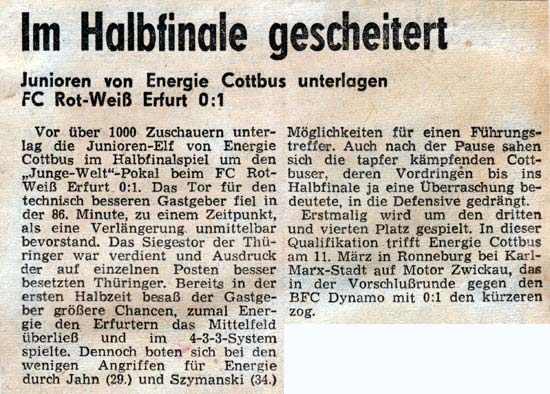 Im Halbfinale gescheitert
Junioren von Energie Cottbus unterlagen
FC Rot-Weiß Erfurt 0:1
Vor über 1000 Zuschauern unter-
lag die Junioren-Elf von Energie
Cottbus im Halbfinalspiel um den
„Junge-Welt"-Pokal beim FC Rot-
Weiß Erfurt 0:1. Das Tor für den
technisch besseren Gastgeber fiel in
der 86. Minute, zu einem Zeitpunkt,
als eine Verlängerung unmittelbar
bevorstand. Das Siegestor der Thü-
ringer war verdient und Ausdruck
der auf einzelnen Posten besser
besetzten Thüringer. Bereits in der
ersten Halbzeit besaß der Gastge-
ber größere Chancen, zumal Ener-
gie den Erfurtern das Mittelfeld
überließ und im 4-3-3-System
spielte. Dennoch boten sich bei den
wenigen Angriffen für Energie
durch Jahn (29.) und Szymanski (34.)
Möglichkeiten für einen Führungs-
treffer. Auch nach der Pause sahen
sich die tapfer kämpfenden Cott-
buser, deren Vordringen bis ins
Halbfinale ja eine Überraschung be-
deutete, in die Defensive gedrängt.
Erstmalig wird um den dritten
und vierten Platz gespielt. In dieser
Qualifikation trifft Energie Cottbus
am 11. März in Ronneburg bei Karl-
Marx-Stadt auf Motor Zwickau, das
in der Vorschlußrunde gegen den
BFC Dynamo mit 0:1 den kürzeren
zog.